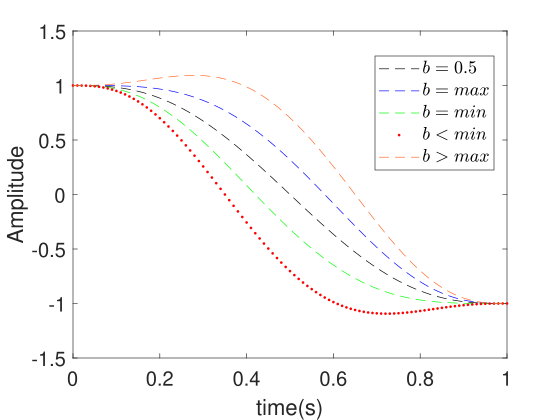 1.5
1
0.5
0
-0.5
-1
-1.5
Amplitude
b = 0.5
b = max
b = min
b < min
b > max
0 0.2 0.4 0.6 0.8 1
time(s)